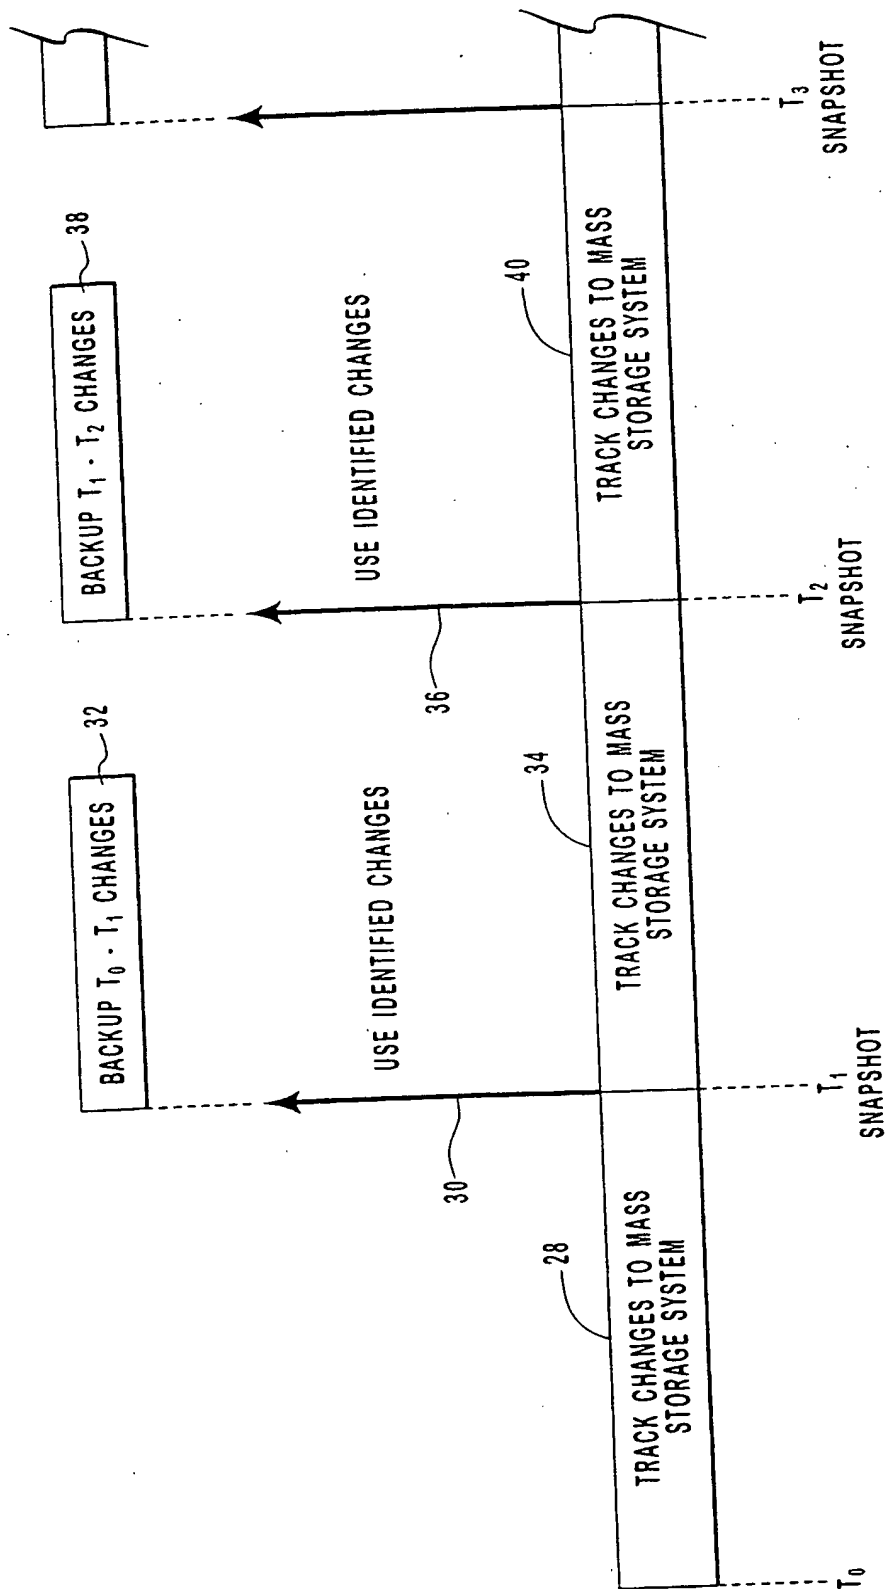 BACKUP T0 - T1 CHANGES
32
BACKUP T1 - T2 CHANGES
38
USE IDENTIFIED CHANGES
USE IDENTIFIED CHANGES
30
36
28
34
40
TRACK CHANGES TO MASS
STORAGE SYSTEM
TRACK CHANGES TO MASS
STORAGE SYSTEM
TRACK CHANGES TO MASS
STORAGE SYSTEM
T0
T1
SNAPSHOT
T2
SNAPSHOT
T3
SNAPSHOT